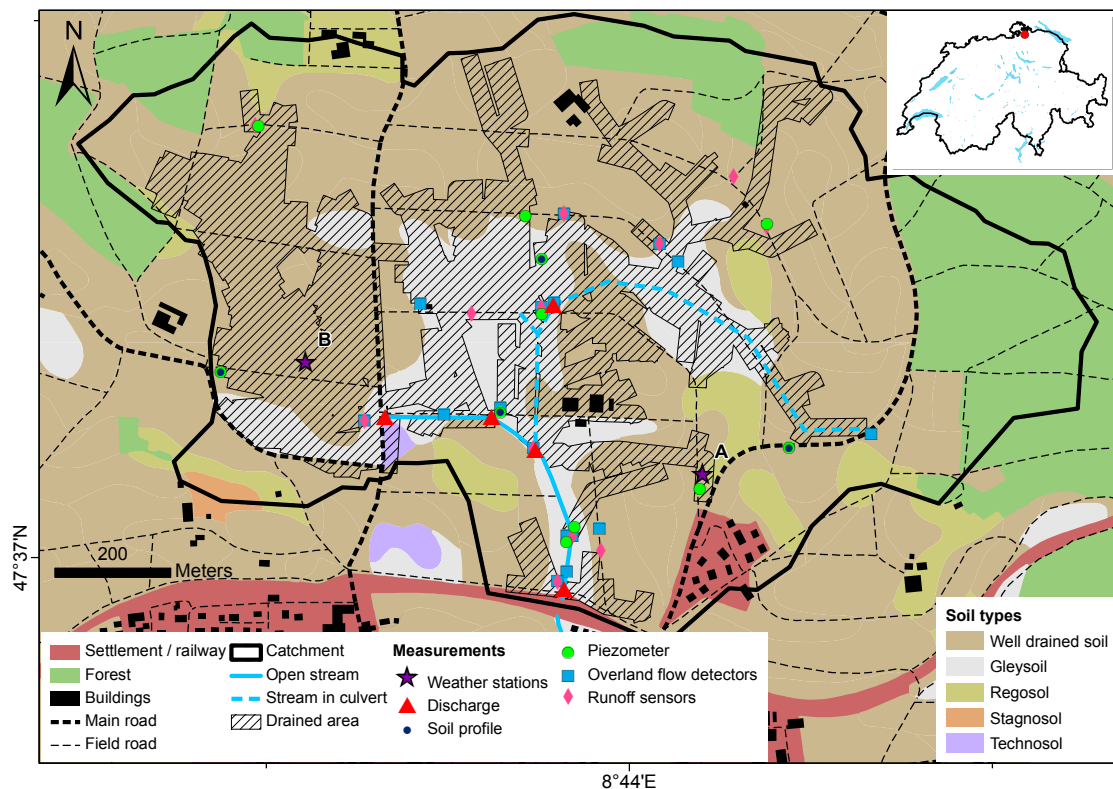 N
B
A
47°37'N
200
Meters
8°44'E
Settlement / railway
Forest
Buildings
Main road
Field road
Catchment
Open stream
Stream in culvert
Drained area
Measurements
Weather stations
Discharge
Soil profile
Piezometer
Overland flow detectors
Runoff sensors
Soil types
Well drained soil
Gleysoil
Regosol
Stagnosol
Technosol